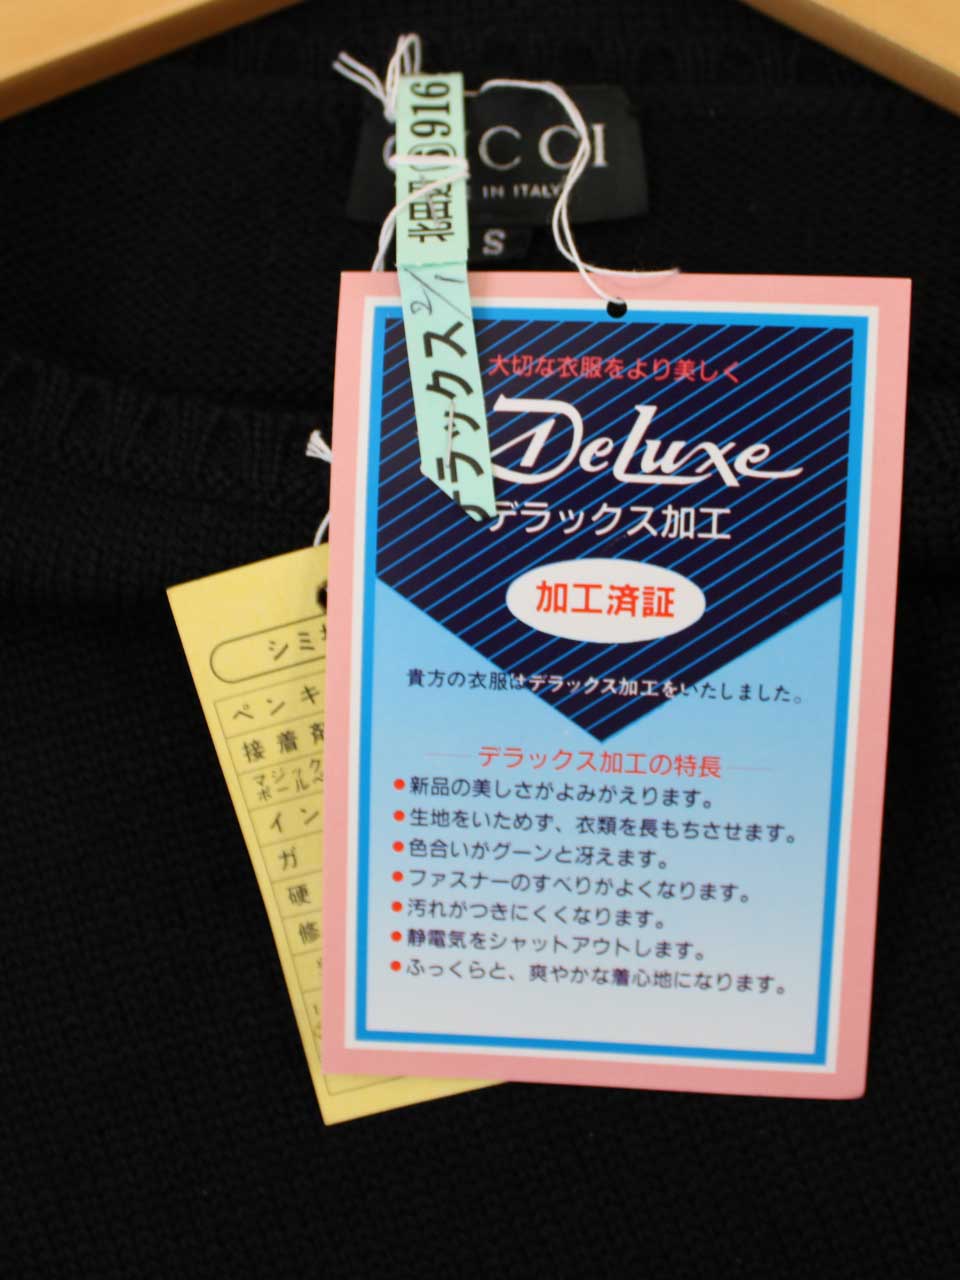 CCI
IN ITALY
S
916
北田辺
2/1
ラックス
大切な衣服をより美しく
DeLuxe
デラックス加工
加工済証
貴方の衣服はデラックス加工をいたしました。
デラックス加工の特長
●新品の美しさがよみがえります。
●生地をいためず、衣類を長もちさせます。
●色合いがグーンと冴えます。
●ファスナーのすべりがよくなります。
●汚れがつきにくくなります。
●静電気をシャットアウトします。
●ふっくらと、爽やかな着心地になります。
シミ
ペンキ
接着剤
マジック
ボールペ
イン
ガ
硬
修